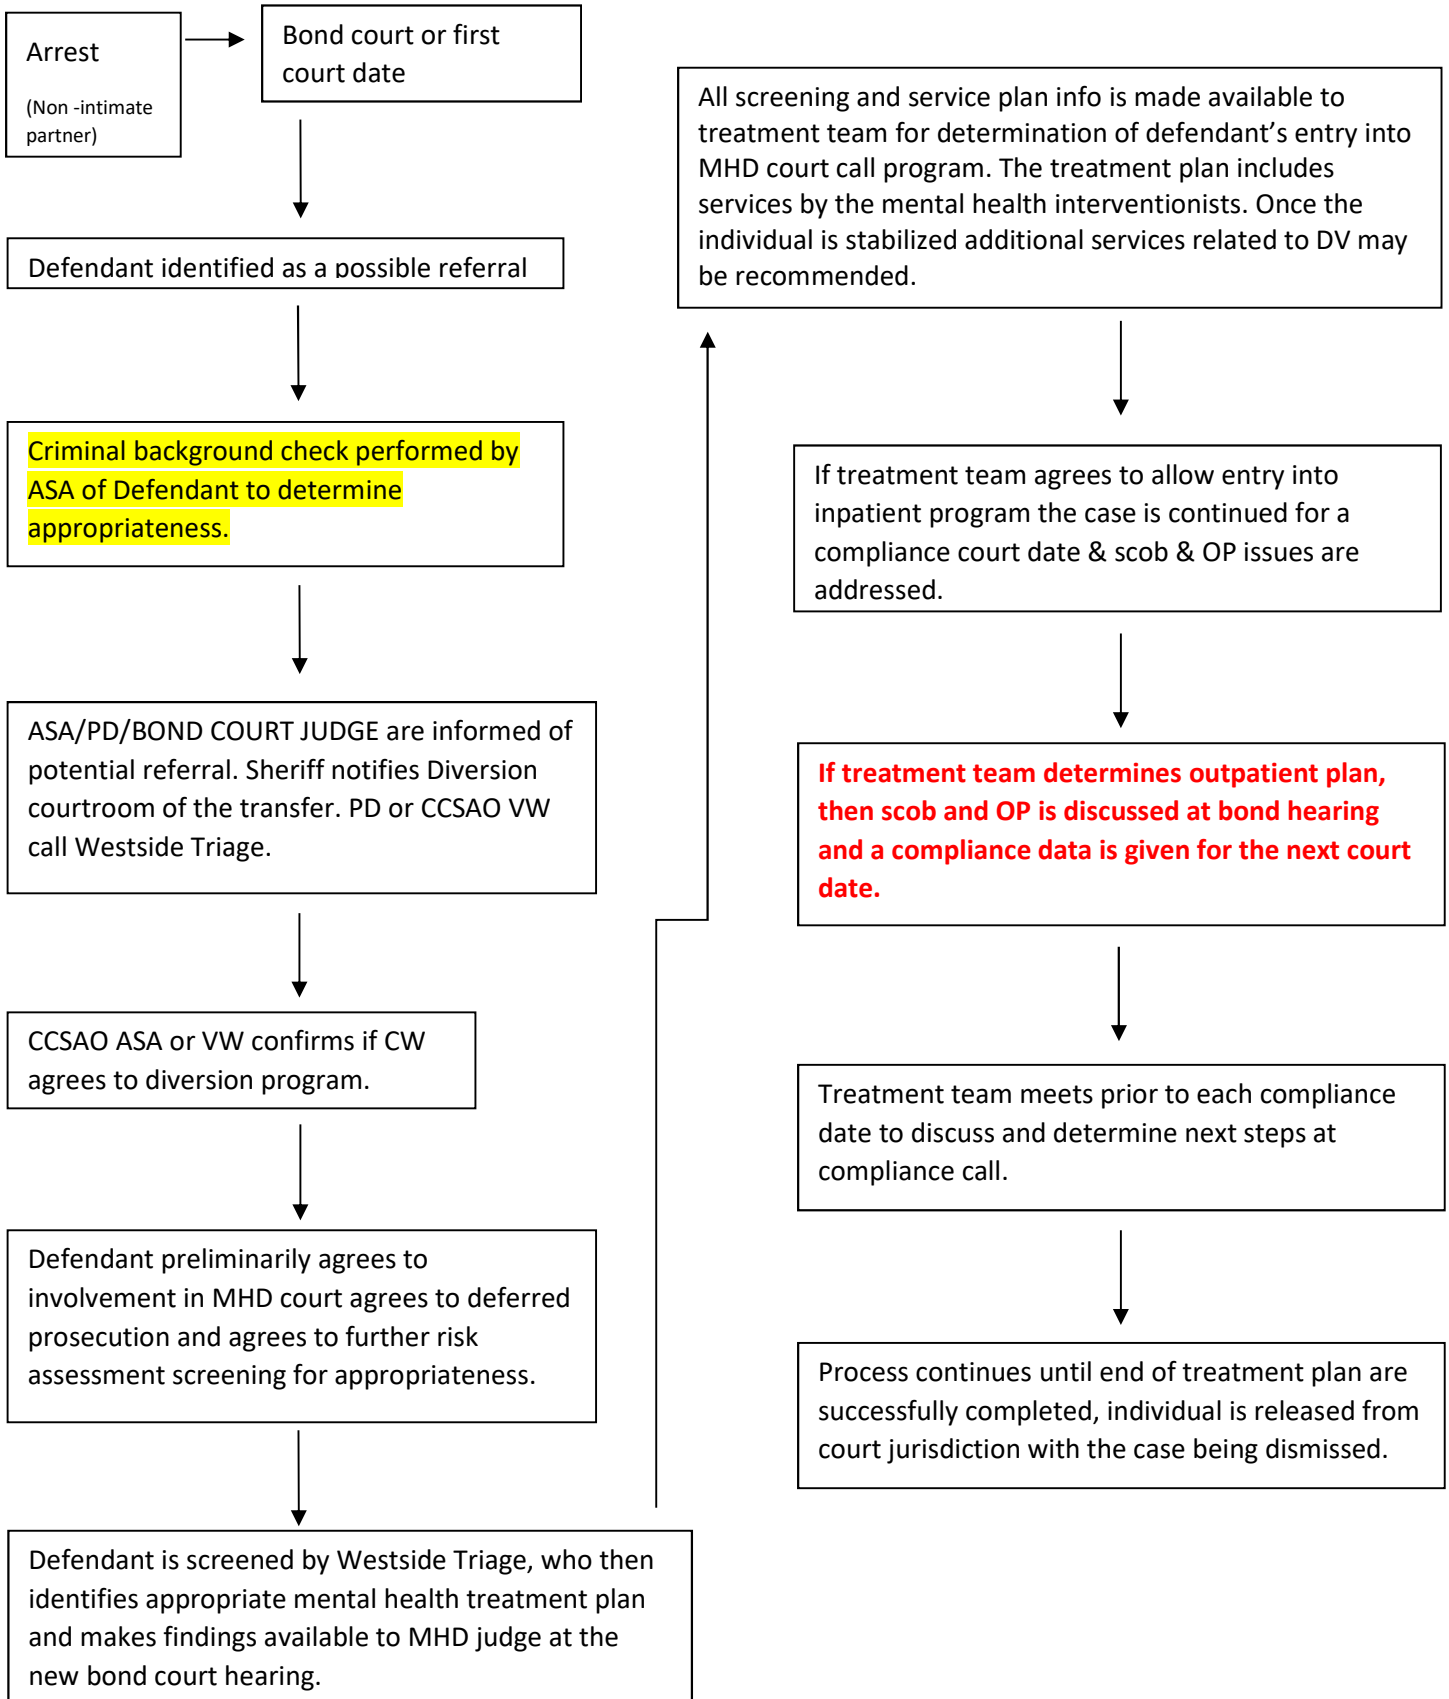 Arrest
(Non -intimate
partner)
Bond court or first
court date
Defendant identified as a possible referral
Criminal background check performed by
ASA of Defendant to determine
appropriateness.
ASA/PD/BOND COURT JUDGE are informed of
potential referral. Sheriff notifies Diversion
courtroom of the transfer. PD or CCSAO VW
call Westside Triage.
CCSAO ASA or VW confirms if CW
agrees to diversion program.
Defendant preliminarily agrees to
involvement in MHD court agrees to deferred
prosecution and agrees to further risk
assessment screening for appropriateness.
Defendant is screened by Westside Triage, who then
identifies appropriate mental health treatment plan
and makes findings available to MHD judge at the
new bond court hearing.
All screening and service plan info is made available to
treatment team for determination of defendant’s entry into
MHD court call program. The treatment plan includes
services by the mental health interventionists. Once the
individual is stabilized additional services related to DV may
be recommended.
If treatment team agrees to allow entry into
inpatient program the case is continued for a
compliance court date & scob & OP issues are
addressed.
If treatment team determines outpatient plan,
then scob and OP is discussed at bond hearing
and a compliance data is given for the next court
date.
Treatment team meets prior to each compliance
date to discuss and determine next steps at
compliance call.
Process continues until end of treatment plan are
successfully completed, individual is released from
court jurisdiction with the case being dismissed.